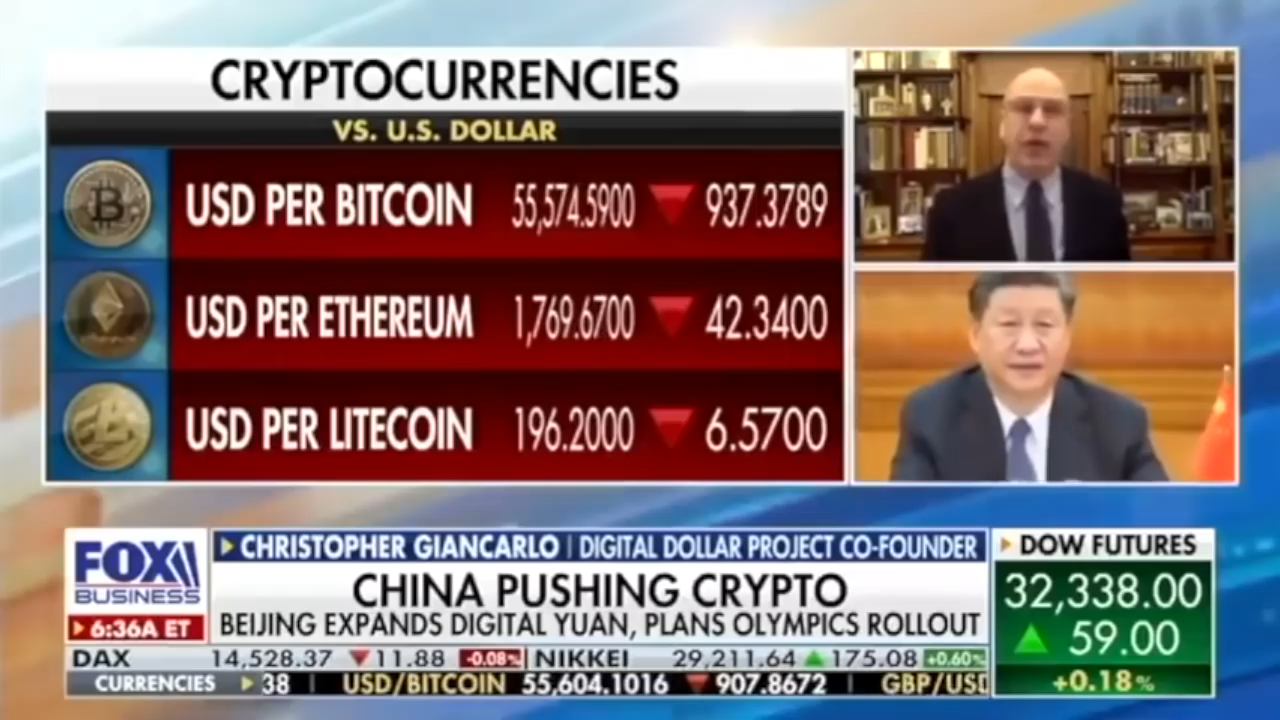 CRYPTOCURRENCIES
VS. U.S. DOLLAR
USD PER BITCOIN 55,574.5900 ▼ 937.3789
USD PER ETHEREUM 1,769.6700 ▼ 42.3400
USD PER LITECOIN 196.2000 ▼ 6.5700
FOX BUSINESS
6:36A ET
CHRISTOPHER GIANCARLO | DIGITAL DOLLAR PROJECT CO-FOUNDER
CHINA PUSHING CRYPTO
BEIJING EXPANDS DIGITAL YUAN, PLANS OLYMPICS ROLLOUT
DOW FUTURES
32,338.00
▲ 59.00
+0.18%
DAX 14,528.37 ▼ 11.88 -0.08% | NIKKEI 29,211.64 ▲ 175.08 +0.60%
CURRENCIES 38 | USD/BITCOIN 55,604.1016 ▼ 907.8672 | GBP/USD